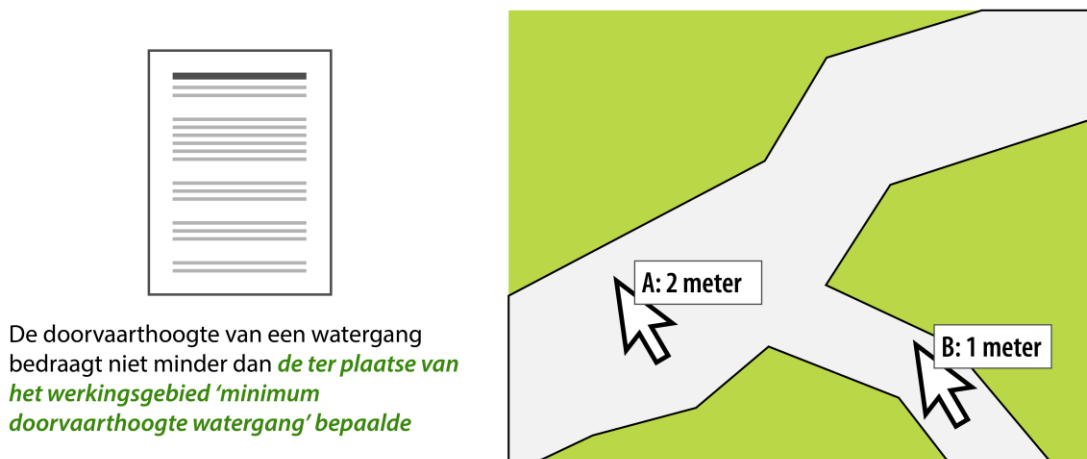 De doorvaarthoogte van een watergang
bedraagt niet minder dan de ter plaatse van
het werkingsgebied ‘minimum
doorvaarthoogte watergang’ bepaalde
A: 2 meter
B: 1 meter